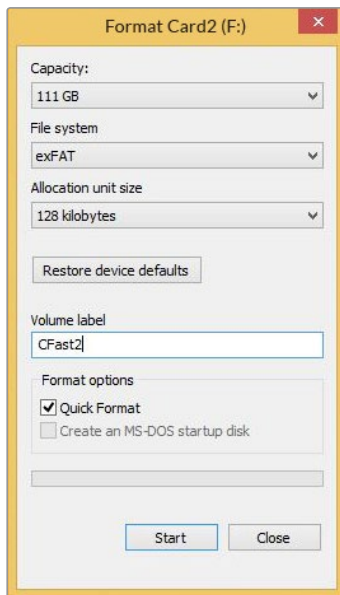 Format Card2 (F:)
Capacity:
111 GB
File system
exFAT
Allocation unit size
128 kilobytes
Restore device defaults
Volume label
CFast2
Format options
Quick Format
Create an MS-DOS startup disk
Start Close